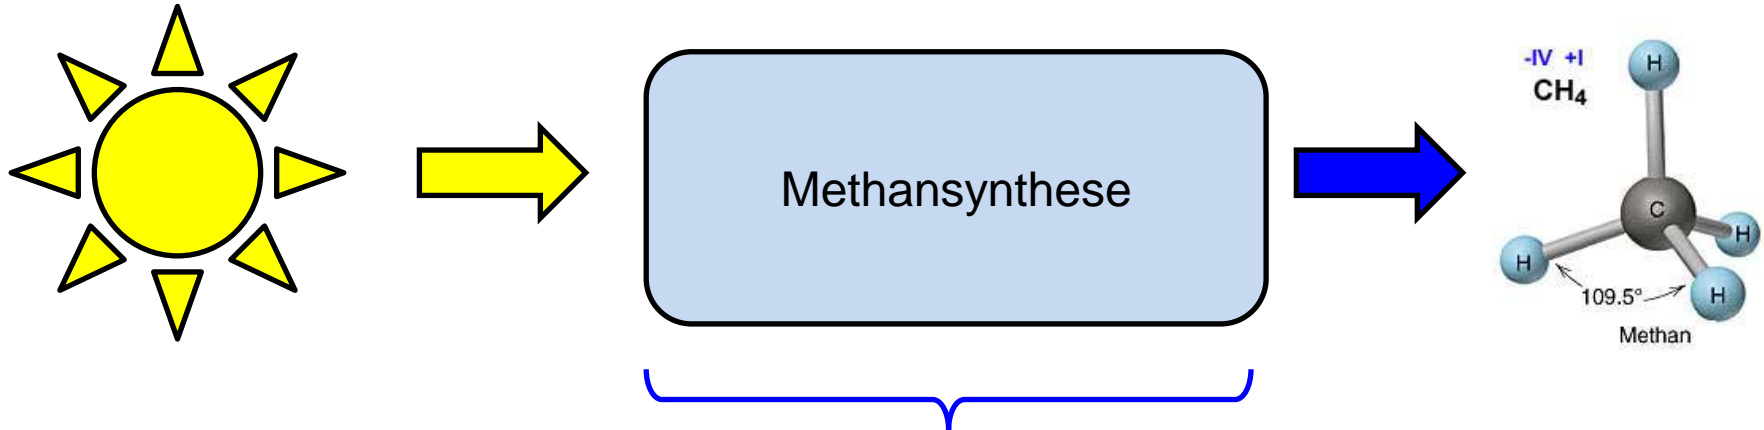 Methansynthese
-IV +I
CH₄
H
C
H
H
H
109.5°
Methan